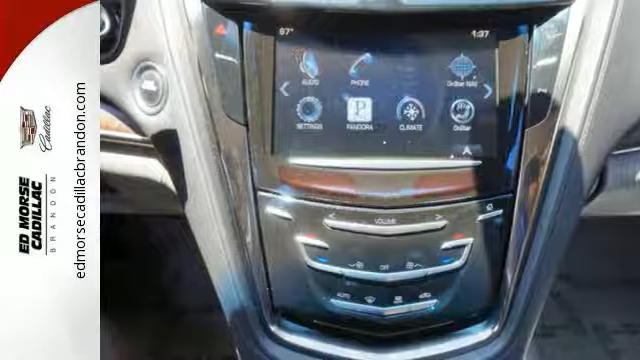 Cadillac
ED MORSE
CADILLAC
BRANDON
edmorsecadillacbrandon.com
97°
1:37
AUDIO
PHONE
OnStar NAV
SETTINGS
PANDORA
CLIMATE
OnStar
P
VOLUME
OFF
AUTO